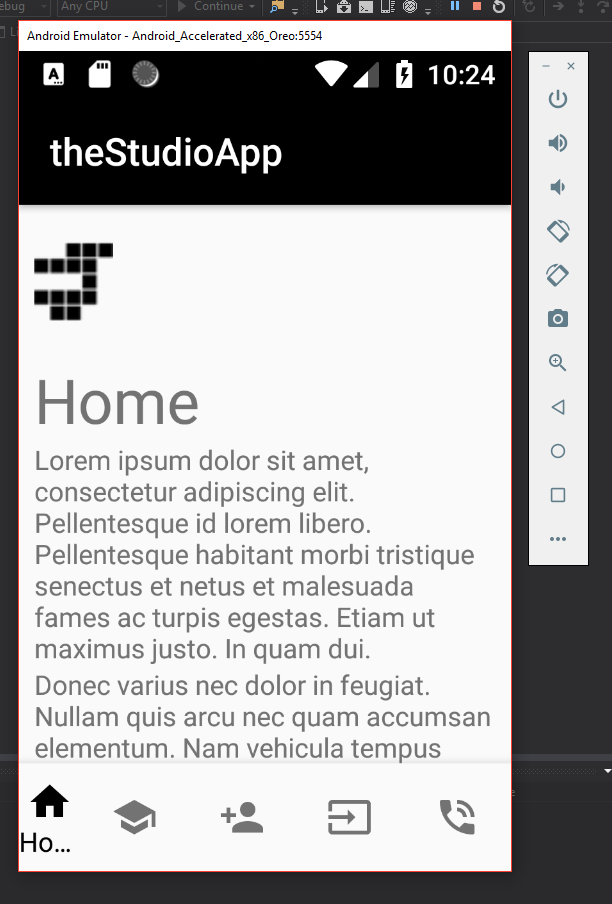 Any CPU
Continue
Android Emulator - Android_Accelerated_x86_Oreo:5554
A
10:24
theStudioApp
Home
Lorem ipsum dolor sit amet,
consectetur adipiscing elit.
Pellentesque id lorem libero.
Pellentesque habitant morbi tristique
senectus et netus et malesuada
fames ac turpis egestas. Etiam ut
maximus justo. In quam dui.
Donec varius nec dolor in feugiat.
Nullam quis arcu nec quam accumsan
elementum. Nam vehicula tempus
Ho...